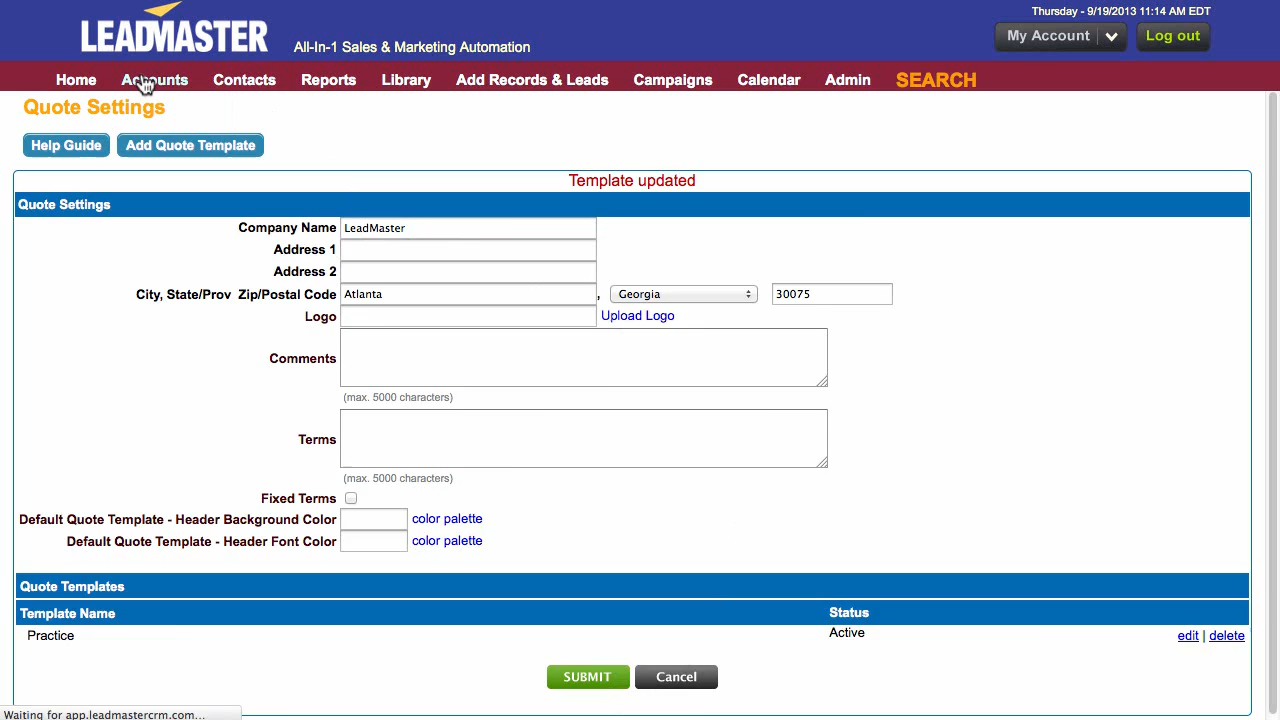 Thursday - 9/19/2013 11:14 AM EDT
LEADMASTER
All-In-1 Sales & Marketing Automation
My Account
Log out
Home Accounts Contacts Reports Library Add Records & Leads Campaigns Calendar Admin SEARCH
Quote Settings
Help Guide Add Quote Template
Template updated
Quote Settings
Company Name LeadMaster
Address 1
Address 2
City, State/Prov Zip/Postal Code Atlanta , Georgia 30075
Logo Upload Logo
Comments
(max. 5000 characters)
Terms
(max. 5000 characters)
Fixed Terms
Default Quote Template - Header Background Color color palette
Default Quote Template - Header Font Color color palette
Quote Templates
Template Name Status
Practice Active edit | delete
SUBMIT Cancel
Waiting for app.leadmastercrm.com...